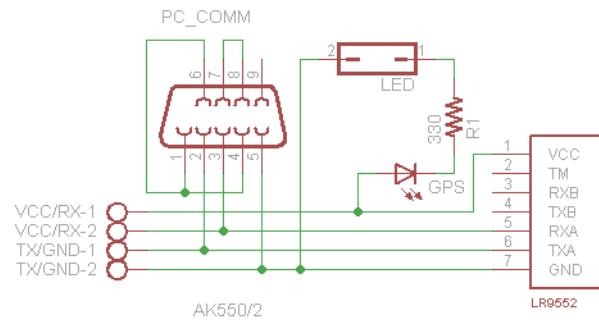 PC_COMM
6 7 8 9
1 2 3 4 5
2 1
LED
330
R1
GPS
VCC/RX-1
VCC/RX-2
TX/GND-1
TX/GND-2
1 VCC
2 TM
3 RXB
4 TXB
5 RXA
6 TXA
7 GND
LR9552
AK550/2